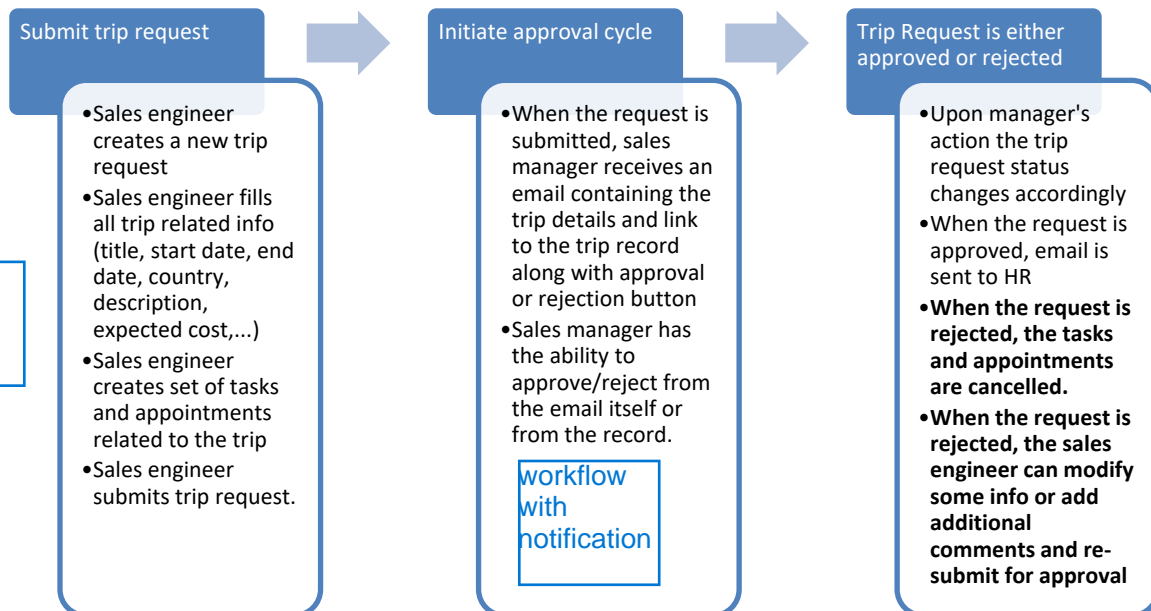 Submit trip request
•Sales engineer
creates a new trip
request
•Sales engineer fills
all trip related info
(title, start date, end
date, country,
description,
expected cost,...)
•Sales engineer
creates set of tasks
and appointments
related to the trip
•Sales engineer
submits trip request.
Initiate approval cycle
•When the request is
submitted, sales
manager receives an
email containing the
trip details and link
to the trip record
along with approval
or rejection button
•Sales manager has
the ability to
approve/reject from
the email itself or
from the record.
workflow
with
notification
Trip Request is either
approved or rejected
•Upon manager's
action the trip
request status
changes accordingly
•When the request is
approved, email is
sent to HR
•When the request is
rejected, the tasks
and appointments
are cancelled.
•When the request is
rejected, the sales
engineer can modify
some info or add
additional
comments and re-
submit for approval